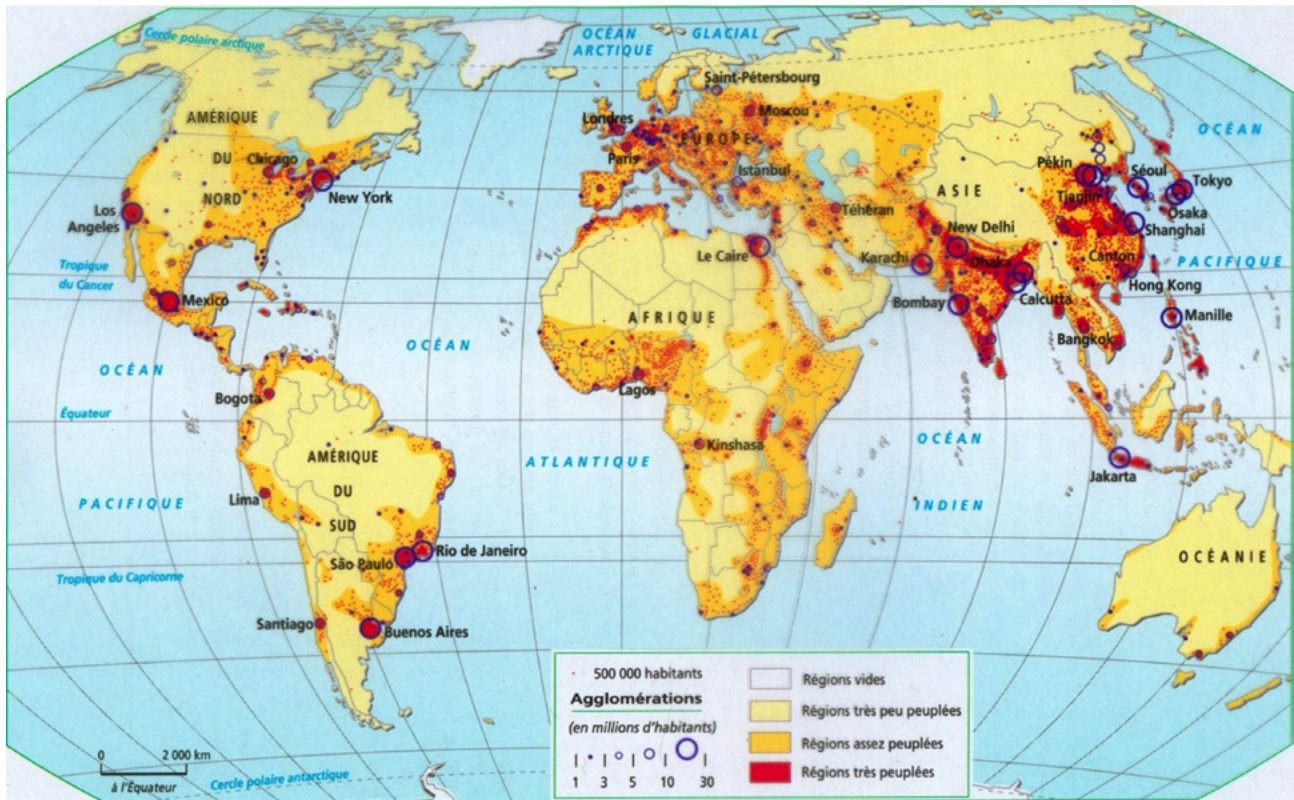 Cercle polaire arctique
OCÉAN
ARCTIQUE
GLACIAL
Saint-Pétersbourg
AMÉRIQUE
DU
NORD
Chicago
New York
Los
Angeles
Londres
Paris
EUROPE
Moscou
Istanbul
Téhéran
ASIE
Pékin
Tjanjin
Séoul
Tokyo
Osaka
Shanghai
OCÉAN
PACIFIQUE
Tropique
du Cancer
Mexico
Le Caire
Karachi
New Delhi
Dhaka
Bombay
Calcutta
Canton
Hong Kong
Manille
Bangkok
AFRIQUE
Lagos
Kinshasa
OCÉAN
ATLANTIQUE
OCÉAN
PACIFIQUE
Équateur
Bogota
AMÉRIQUE
DU
SUD
Lima
Rio de Janeiro
São Paulo
Tropique du Capricorne
Santiago
Buenos Aires
OCÉAN
INDIEN
Jakarta
OCÉANIE
500 000 habitants
Agglomérations
(en millions d'habitants)
1 3 5 10 30
Régions vides
Régions très peu peuplées
Régions assez peuplées
Régions très peuplées
0 2 000 km
à l'Équateur
Cercle polaire antarctique